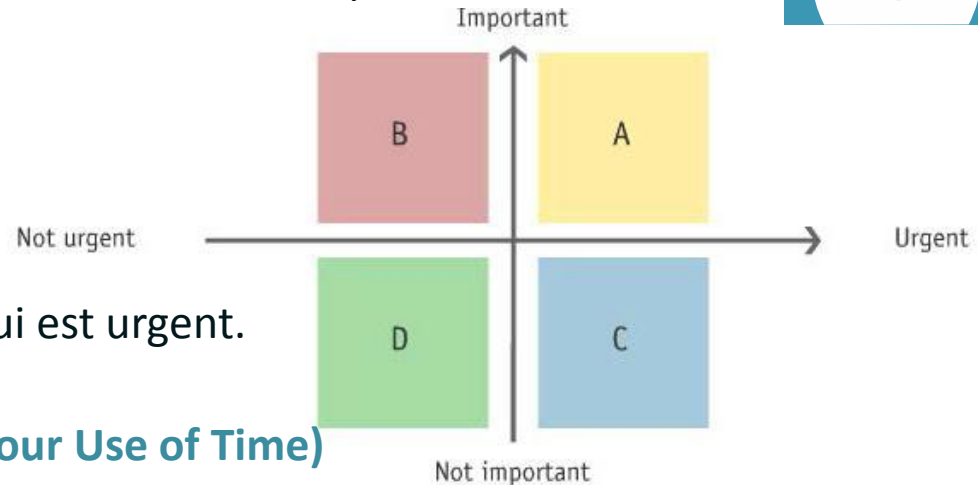 Important
B A
Not urgent Urgent
ui est urgent.
D C
our Use of Time)
Not important